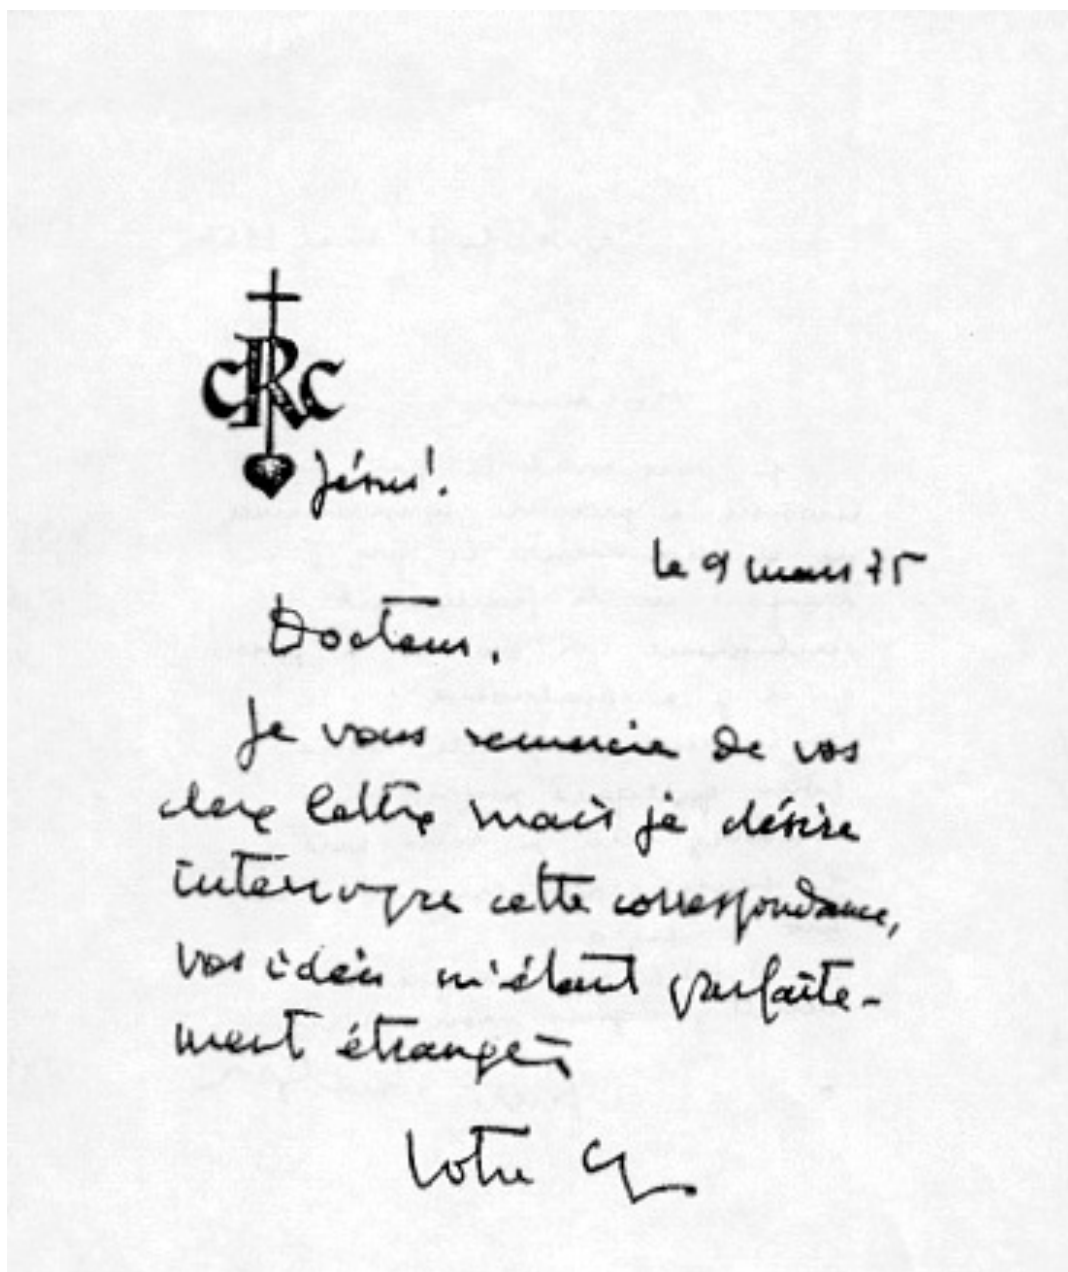 CRC
Jésus!
le 9 mars 75
Docteur,
Je vous remercie de vos
deux lettres mais je désire
interrompre cette correspondance,
vos idées m'étant parfaite-
ment étrangères
Votre